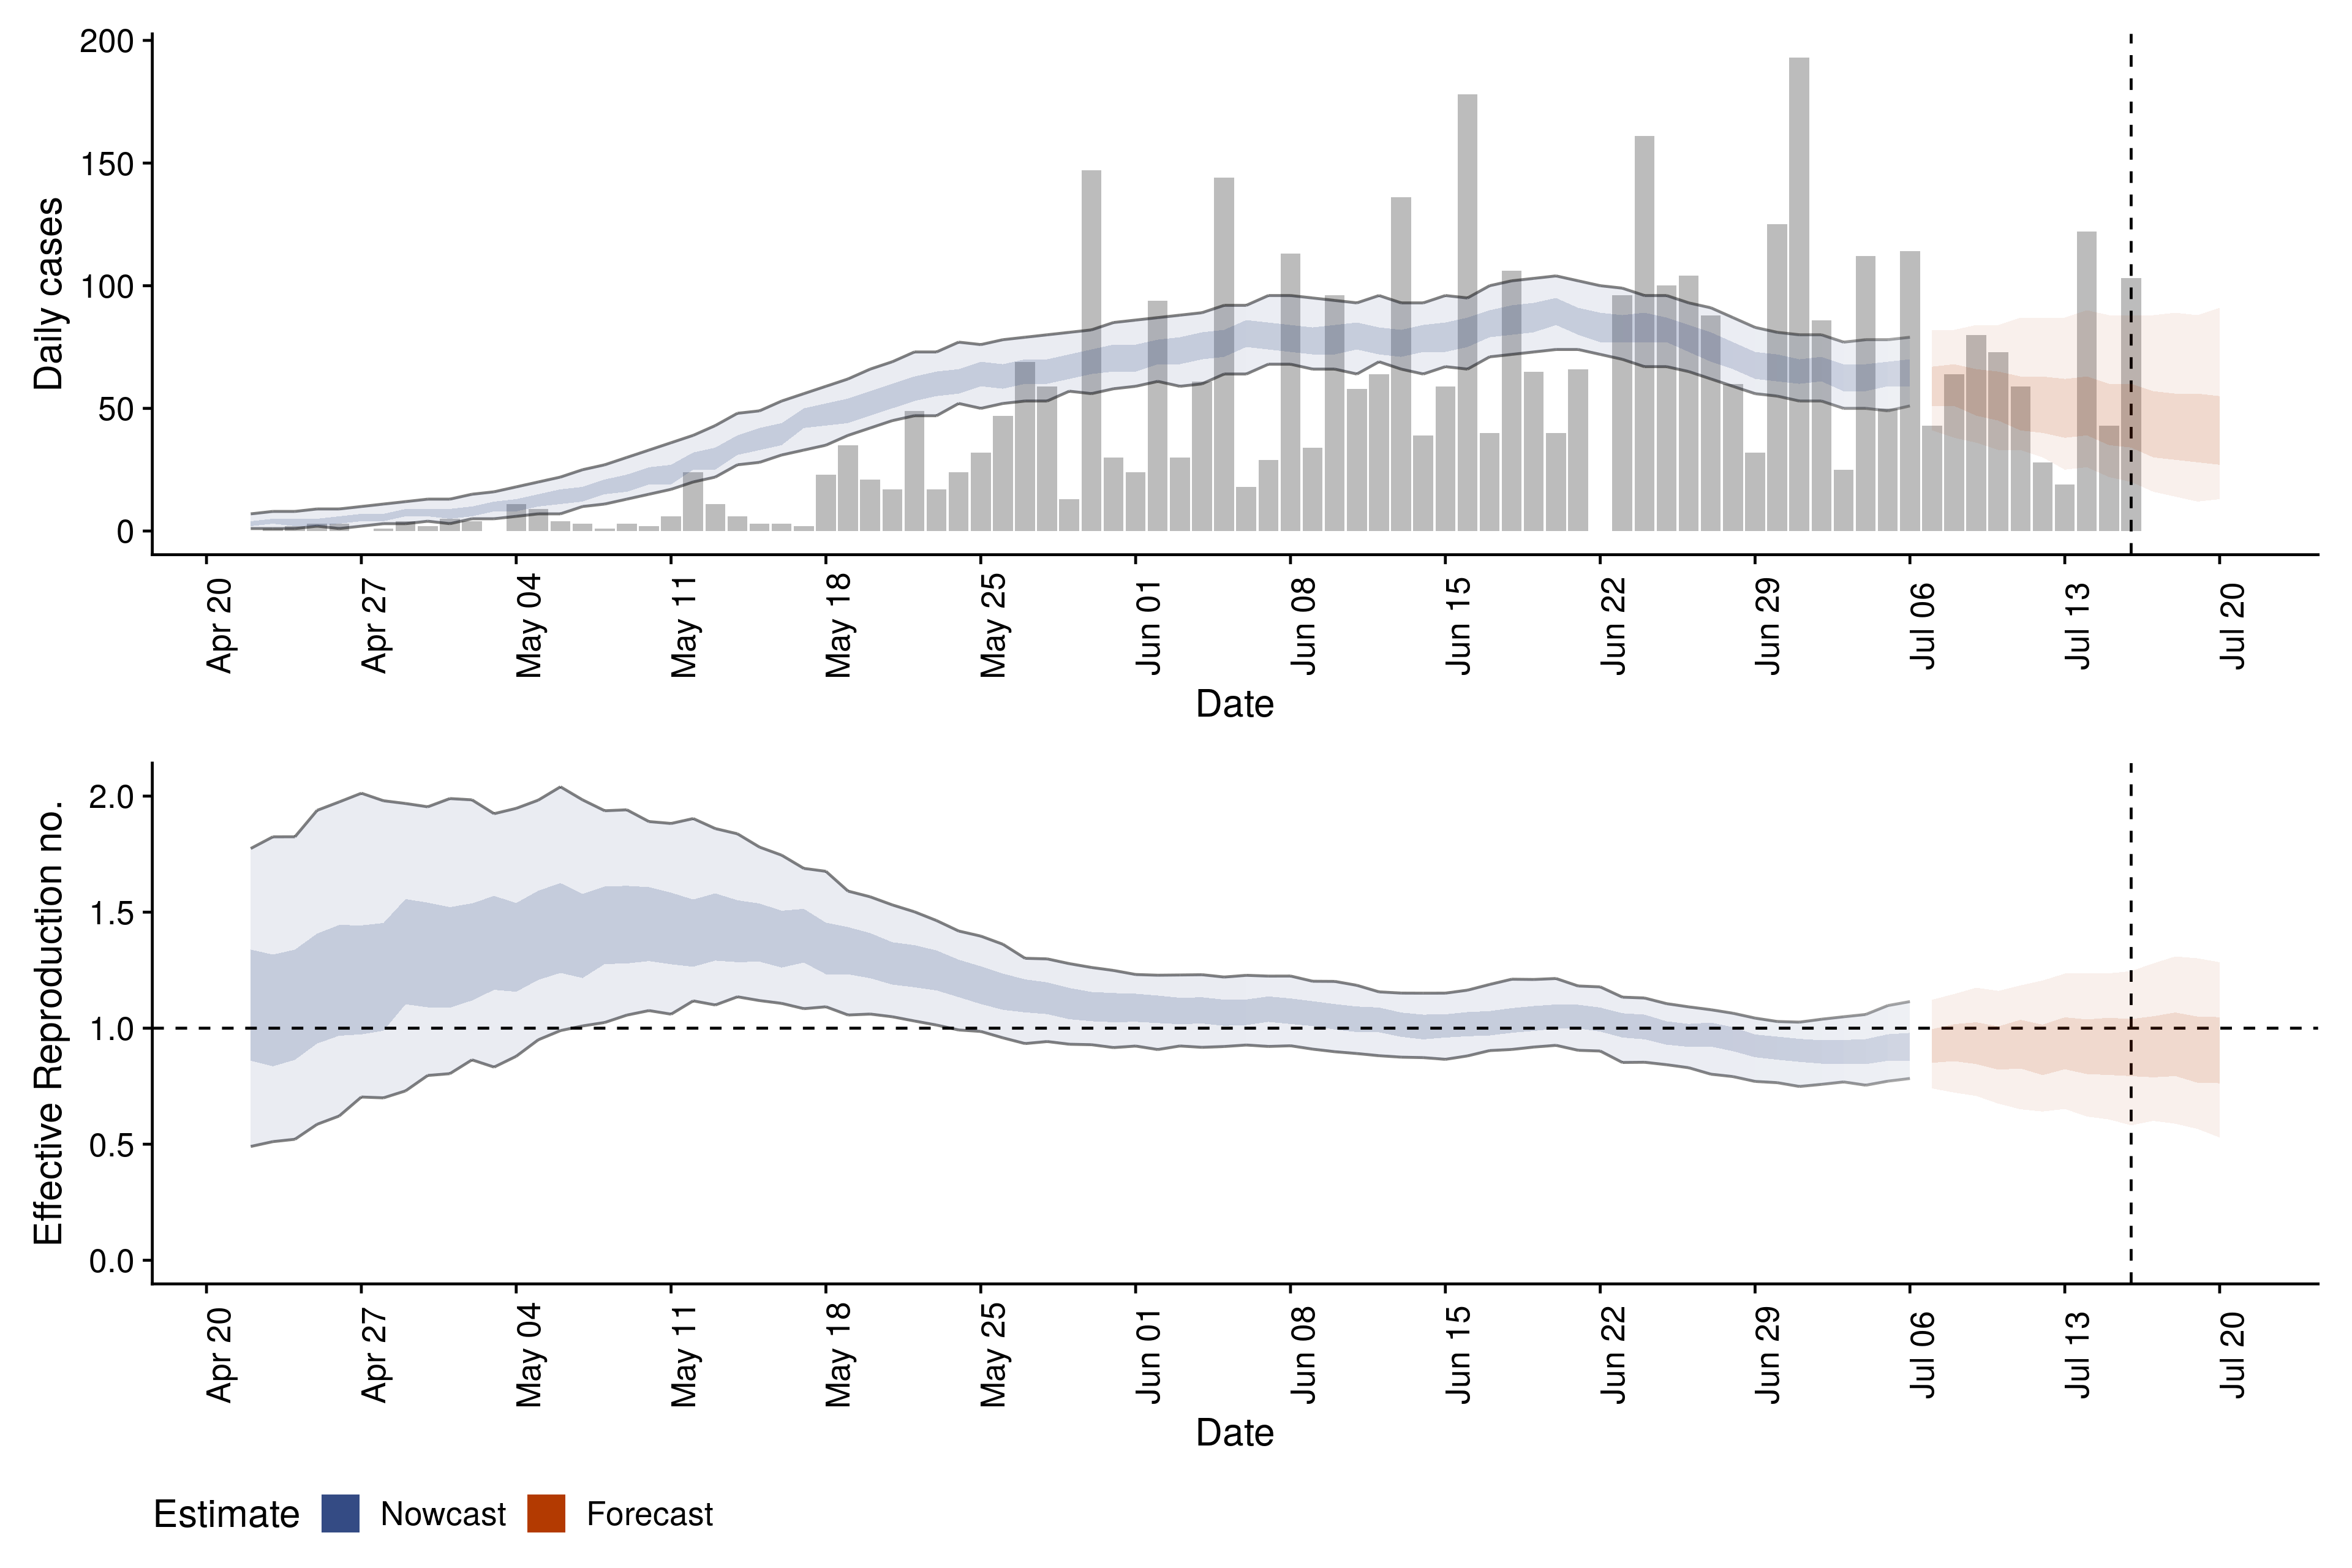 200
150
100
50
0
Daily cases
Apr 20
Apr 27
May 04
May 11
May 18
May 25
Jun 01
Jun 08
Jun 15
Jun 22
Jun 29
Jul 06
Jul 13
Jul 20
Date
2.0
1.5
1.0
0.5
0.0
Effective Reproduction no.
Apr 20
Apr 27
May 04
May 11
May 18
May 25
Jun 01
Jun 08
Jun 15
Jun 22
Jun 29
Jul 06
Jul 13
Jul 20
Date
Estimate Nowcast Forecast